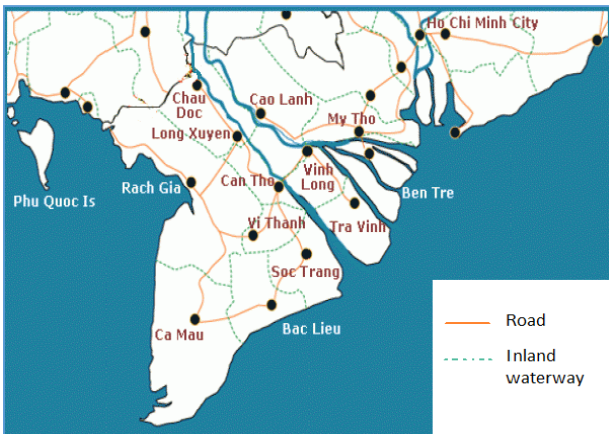 Ho Chi Minh City
Chau
Doc
Cao Lanh
Long Xuyen
My Tho
Rach Gia
Can Tho
Vinh
Long
Ben Tre
Phu Quoc Is
Vi Thanh
Tra Vinh
Soc Trang
Ca Mau
Bac Lieu
Road
Inland
waterway